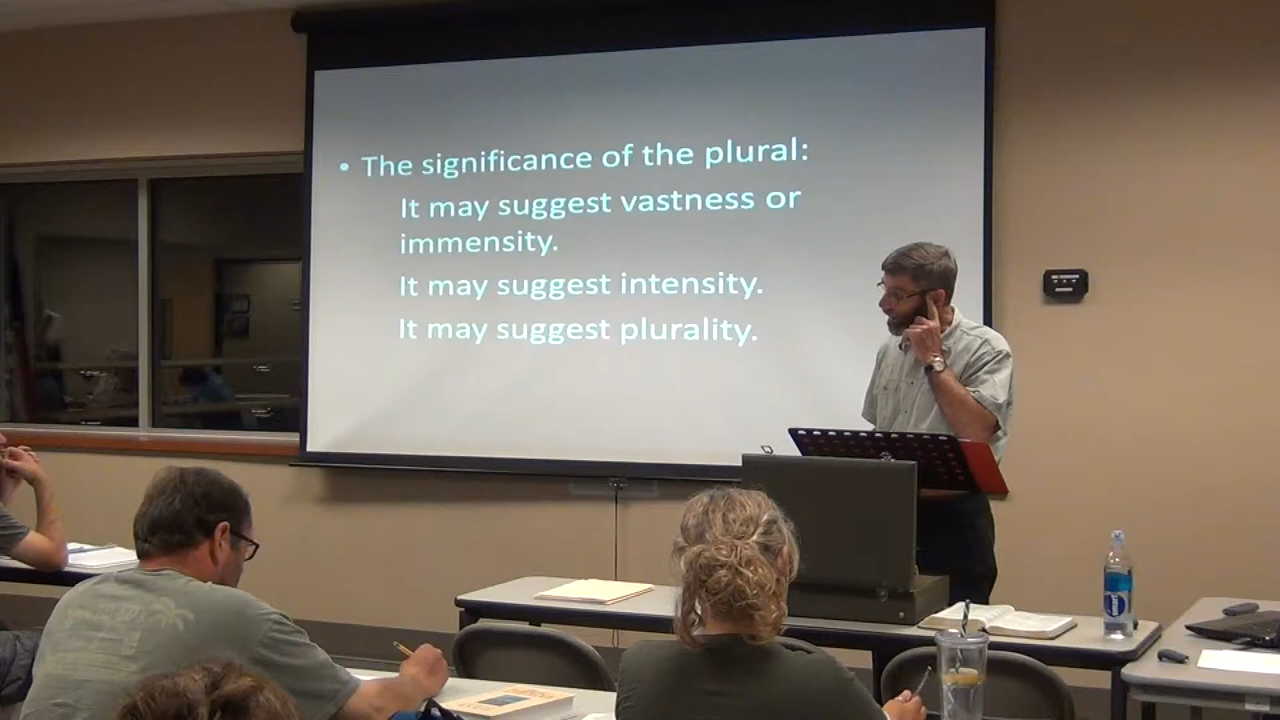 • The significance of the plural:
It may suggest vastness or
immensity.
It may suggest intensity.
It may suggest plurality.
smart